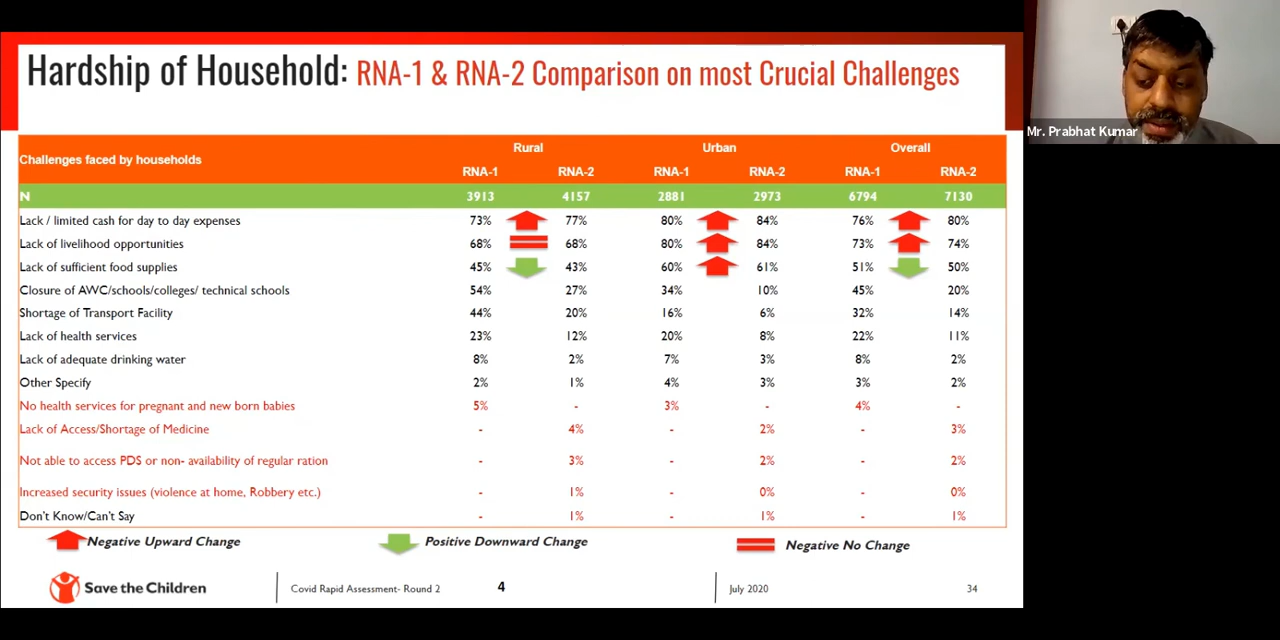 Hardship of Household: RNA-1 & RNA-2 Comparison on most Crucial Challenges
Mr. Prabhat Kumar
Challenges faced by households Rural Urban Overall
RNA-1 RNA-2 RNA-1 RNA-2 RNA-1 RNA-2
N 3913 4157 2881 2973 6794 7130
Lack / limited cash for day to day expenses 73% 77% 80% 84% 76% 80%
Lack of livelihood opportunities 68% 68% 80% 84% 73% 74%
Lack of sufficient food supplies 45% 43% 60% 61% 51% 50%
Closure of AWC/schools/colleges/ technical schools 54% 27% 34% 10% 45% 20%
Shortage of Transport Facility 44% 20% 16% 6% 32% 14%
Lack of health services 23% 12% 20% 8% 22% 11%
Lack of adequate drinking water 8% 2% 7% 3% 8% 2%
Other Specify 2% 1% 4% 3% 3% 2%
No health services for pregnant and new born babies 5% - 3% - 4% -
Lack of Access/Shortage of Medicine - 4% - 2% - 3%
Not able to access PDS or non- availability of regular ration - 3% - 2% - 2%
Increased security issues (violence at home, Robbery etc.) - 1% - 0% - 0%
Don't Know/Can't Say - 1% - 1% - 1%
Negative Upward Change Positive Downward Change Negative No Change
Save the Children Covid Rapid Assessment- Round 2 4 July 2020 34